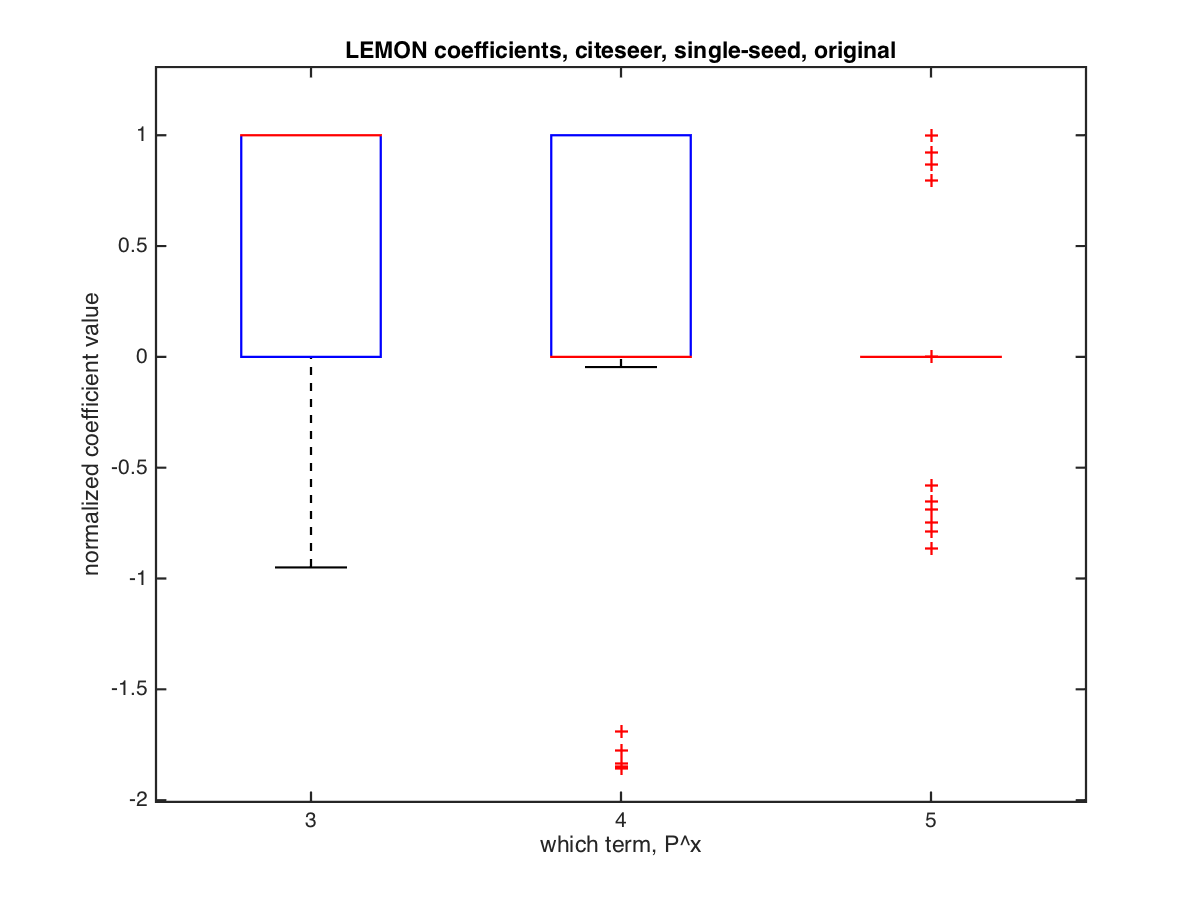 LEMON coefficients, citeseer, single-seed, original
normalized coefficient value
1
0.5
0
-0.5
-1
-1.5
-2
3 4 5
which term, P^x